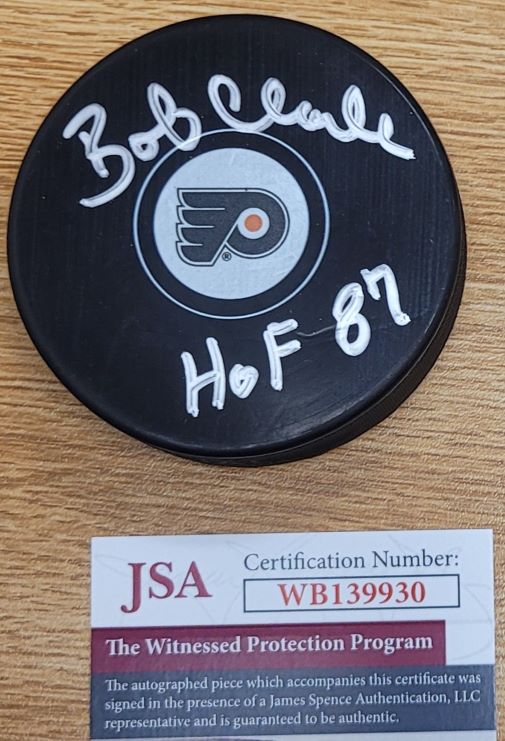 Bob Clarke
®
HoF 87
JSA
Certification Number:
WB139930
The Witnessed Protection Program
The autographed piece which accompanies this certificate was
signed in the presence of a James Spence Authentication, LLC
representative and is guaranteed to be authentic.